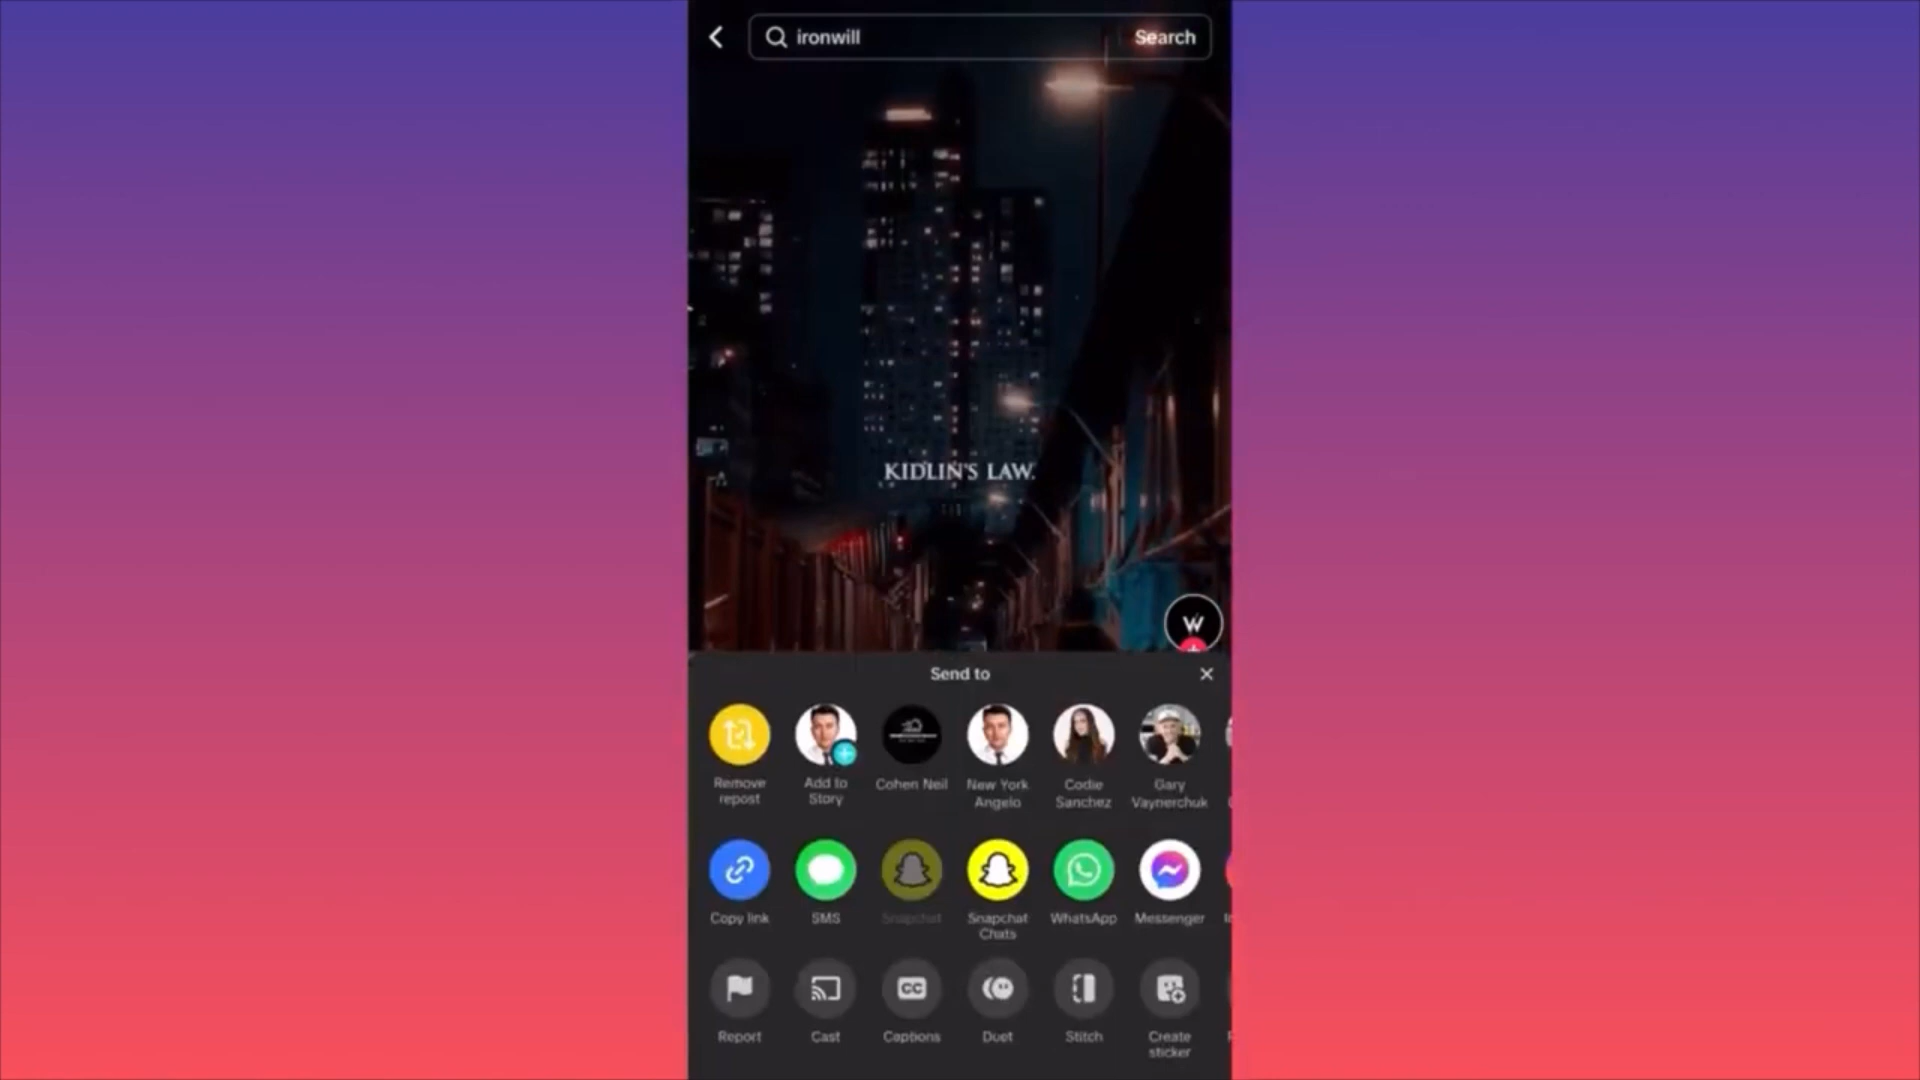 ironwill
Search
KIDLIN'S LAW.
W
Send to
Remove
repost
Add to
Story
Cohen Neil
New York
Angelo
Codie
Sanchez
Gary
Vaynerchuk
Copy link
SMS
Snapchat
Snapchat
Chats
WhatsApp
Messenger
CC
Report
Cast
Captions
Duet
Stitch
Create
sticker